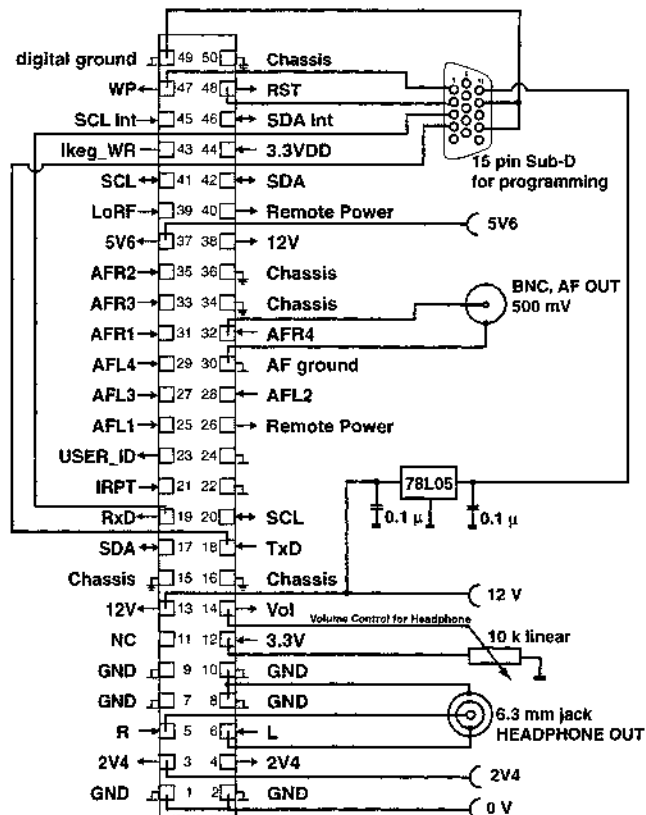 digital ground 49 50 Chassis
WP 47 48 RST
SCL Int 45 46 SDA Int
Ikeg_WR 43 44 3.3VDD
15 pin Sub-D
for programming
SCL 41 42 SDA
LoRF 39 40 Remote Power
5V6
5V6 37 38 12V
AFR2 35 36 Chassis
BNC, AF OUT
500 mV
AFR3 33 34 Chassis
AFR1 31 32 AFR4
AFL4 29 30 AF ground
AFL3 27 28 AFL2
AFL1 25 26 Remote Power
USER_ID 23 24
78L05
IRPT 21 22
0.1 µ 0.1 µ
RxD 19 20 SCL
SDA 17 18 TxD
Chassis 15 16 Chassis
12 V
12V 13 14 Vol
Volume Control for Headphone
10 k linear
NC 11 12 3.3V
GND 9 10 GND
GND 7 8 GND
6.3 mm jack
HEADPHONE OUT
R 5 6 L
2V4 3 4 2V4
2V4
GND 1 2 GND
0 V